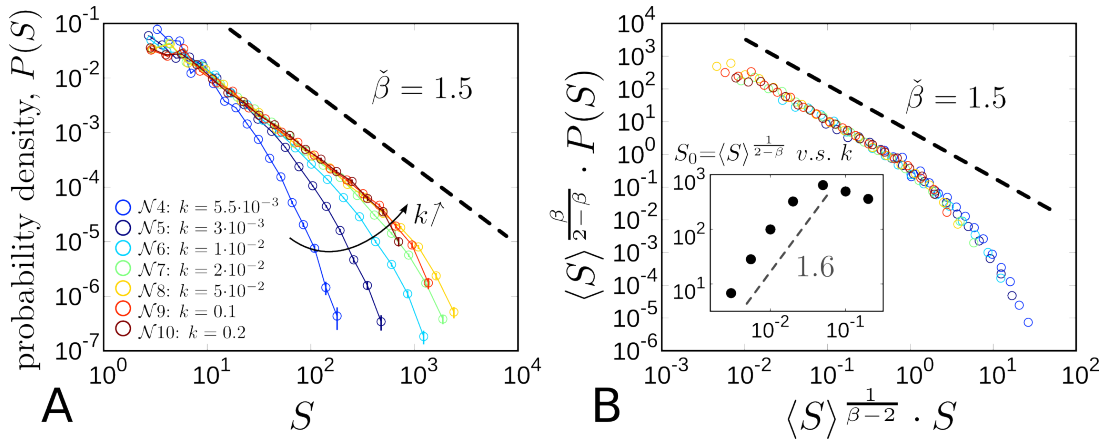 probability density, P(S)
10^-1
10^-2
10^-3
10^-4
10^-5
10^-6
10^-7
β̌ = 1.5
𝒩4: k = 5.5·10^-3
𝒩5: k = 3·10^-3
𝒩6: k = 1·10^-2
𝒩7: k = 2·10^-2
𝒩8: k = 5·10^-2
𝒩9: k = 0.1
𝒩10: k = 0.2
k↑
10^0 10^1 10^2 10^3 10^4
A
S
⟨S⟩^{β/(2−β)} · P(S)
10^4
10^3
10^2
10^1
10^0
10^-1
10^-2
10^-3
10^-4
10^-5
10^-6
β̌ = 1.5
S_0=⟨S⟩^{1/(2−β)} v.s. k
10^3
10^2
10^1
1.6
10^-2 10^-1
10^-3 10^-2 10^-1 10^0 10^1 10^2
B
⟨S⟩^{1/(β−2)} · S